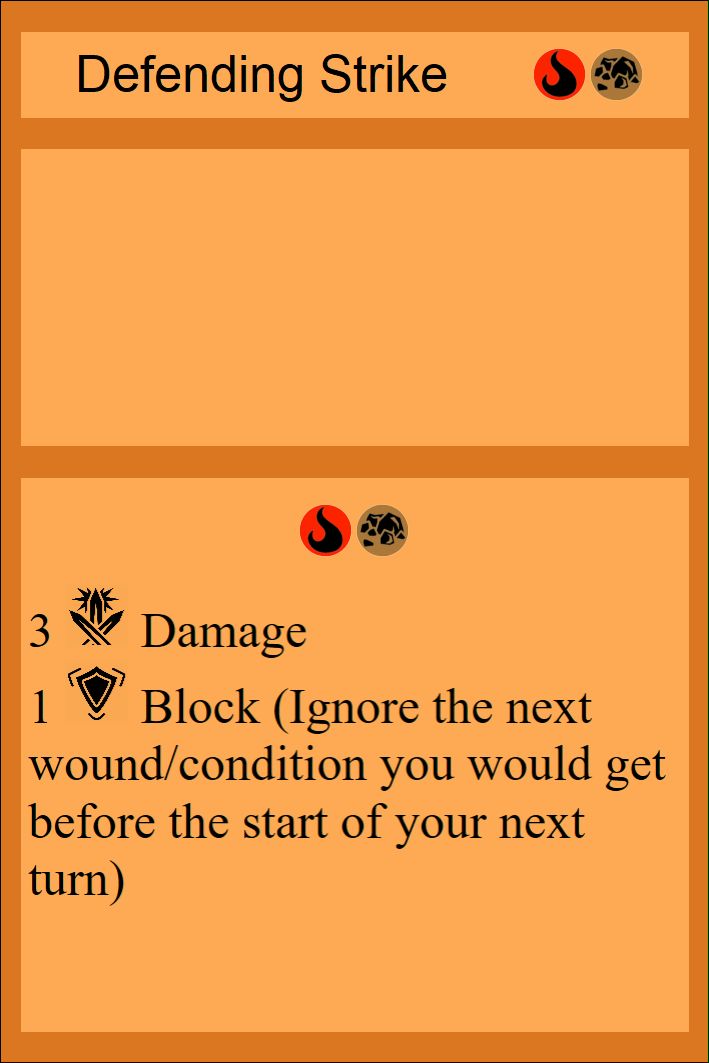 Defending Strike
3 Damage
1 Block (Ignore the next
wound/condition you would get
before the start of your next
turn)